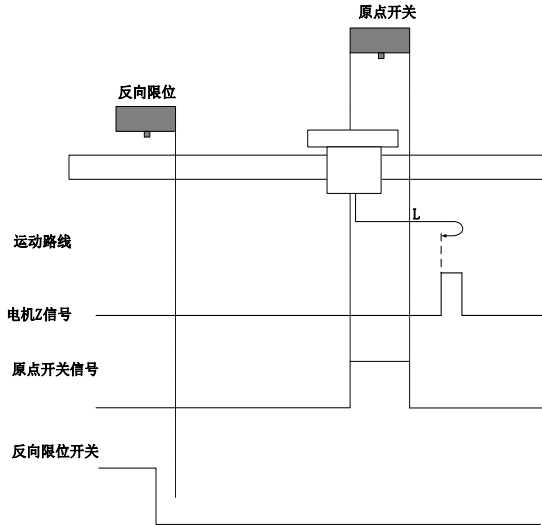 原点开关
反向限位
L
运动路线
电机Z信号
原点开关信号
反向限位开关